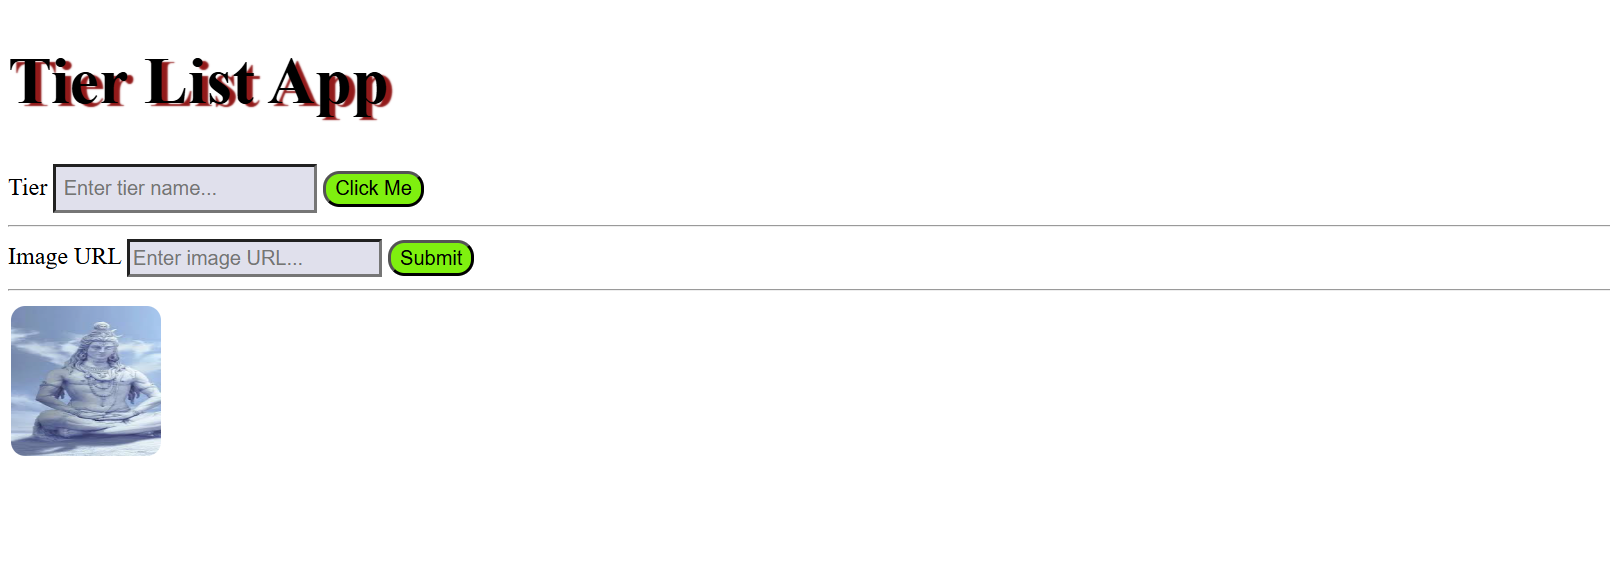 Tier List App
Tier Enter tier name... Click Me
Image URL Enter image URL... Submit